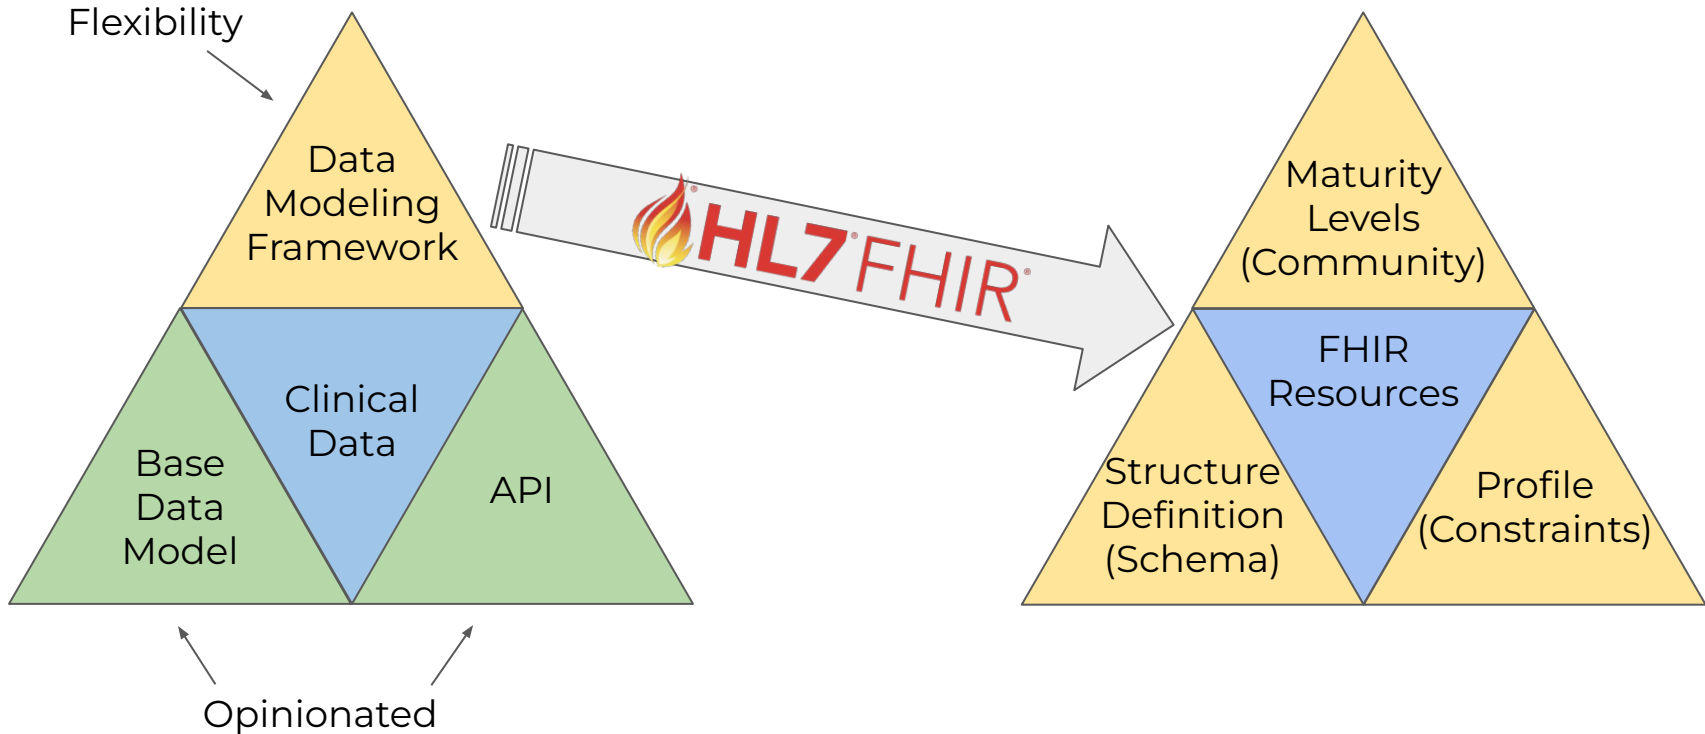 Flexibility
Data
Modeling
Framework
Clinical
Data
Base
Data
Model
API
Opinionated
HL7® FHIR®
Maturity
Levels
(Community)
FHIR
Resources
Structure
Definition
(Schema)
Profile
(Constraints)